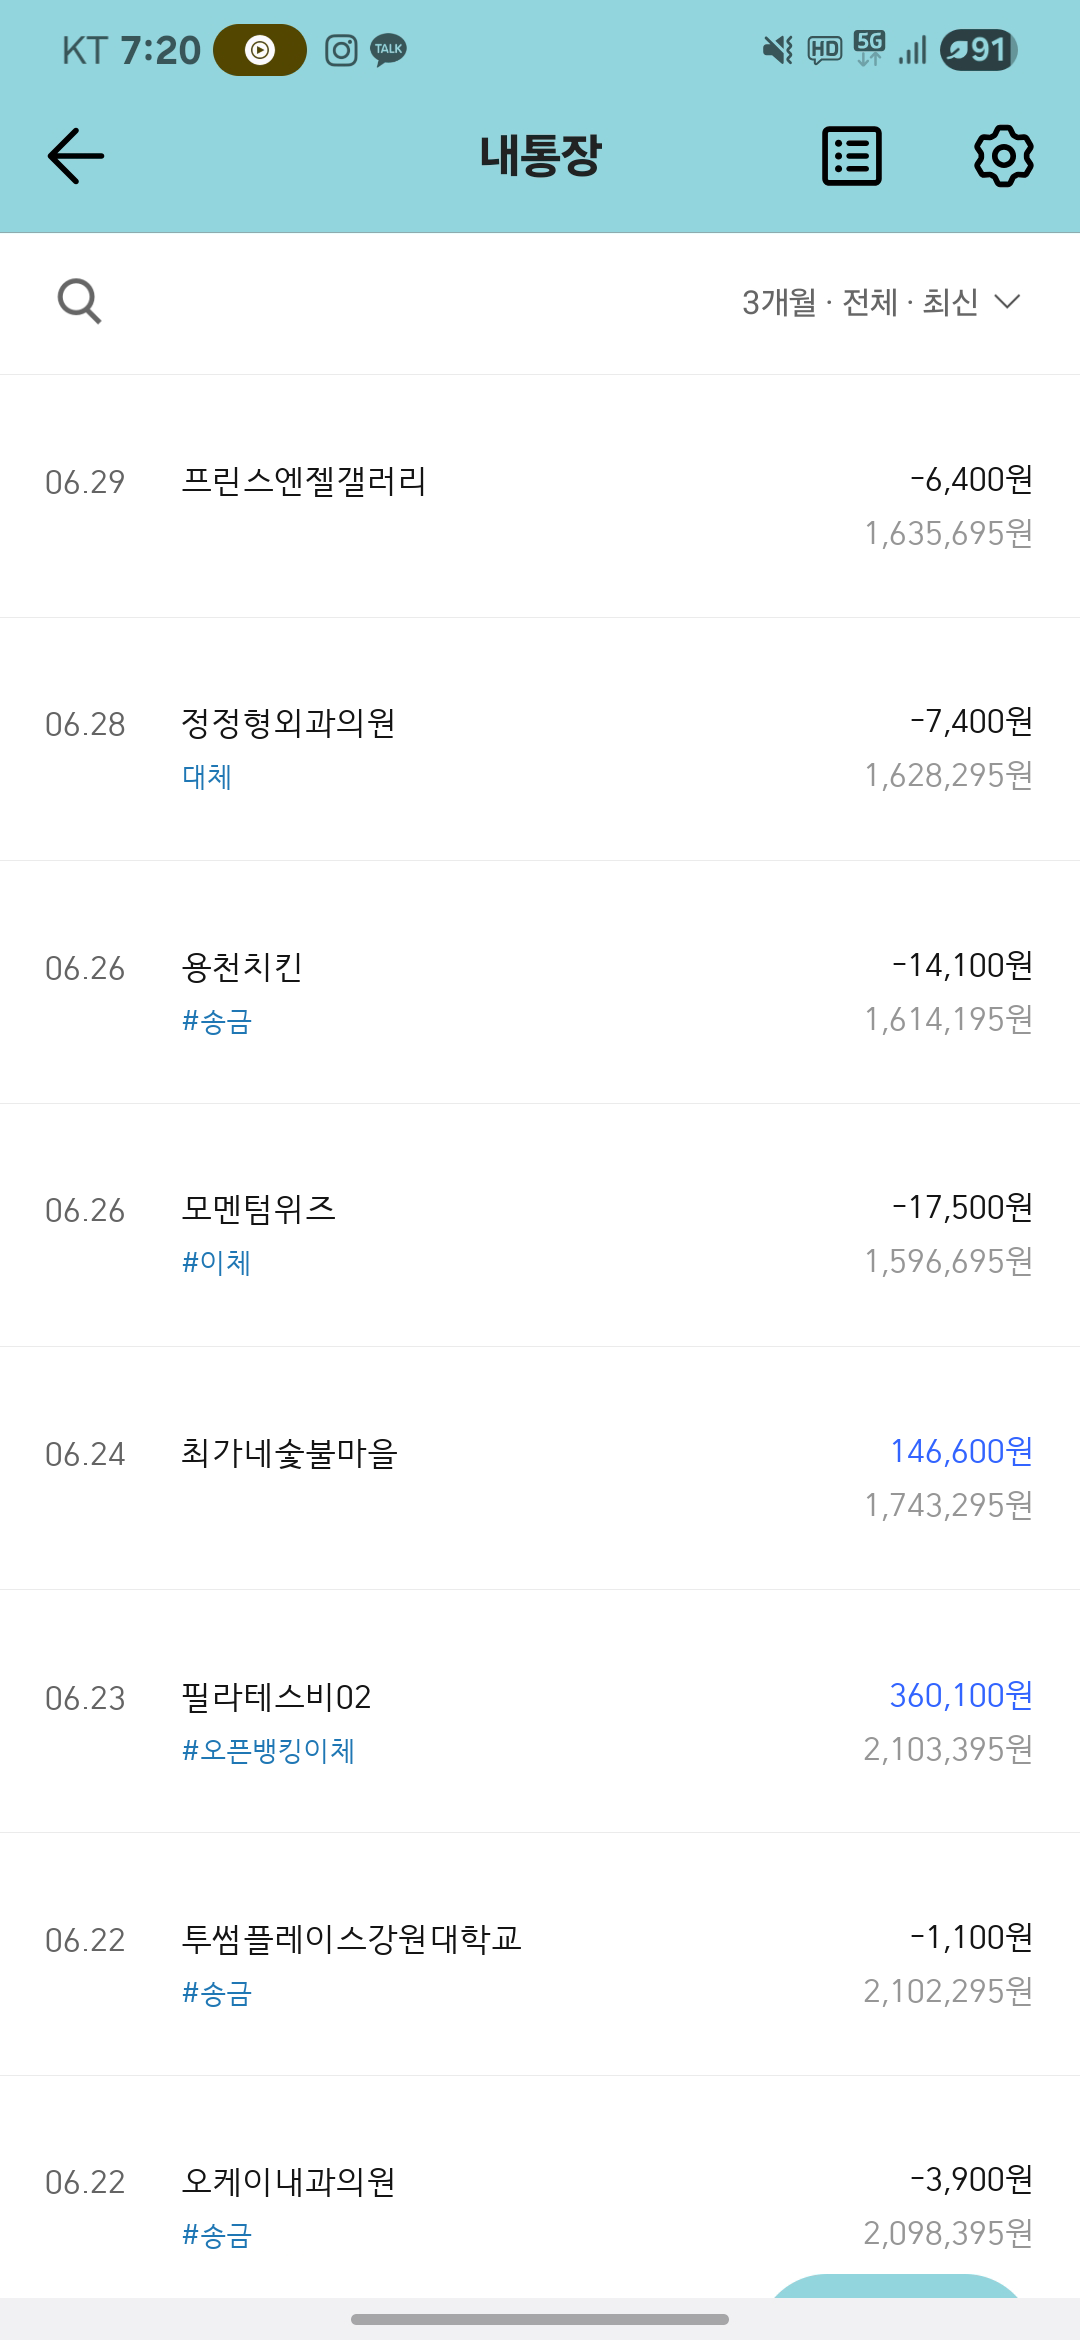 KT 7:20 TALK HD 5G 91
내통장
3개월 · 전체 · 최신
06.29 프린스엔젤갤러리 -6,400원
1,635,695원
06.28 정정형외과의원 -7,400원
대체 1,628,295원
06.26 용천치킨 -14,100원
#송금 1,614,195원
06.26 모멘텀위즈 -17,500원
#이체 1,596,695원
06.24 최가네숯불마을 146,600원
1,743,295원
06.23 필라테스비02 360,100원
#오픈뱅킹이체 2,103,395원
06.22 투썸플레이스강원대학교 -1,100원
#송금 2,102,295원
06.22 오케이내과의원 -3,900원
#송금 2,098,395원